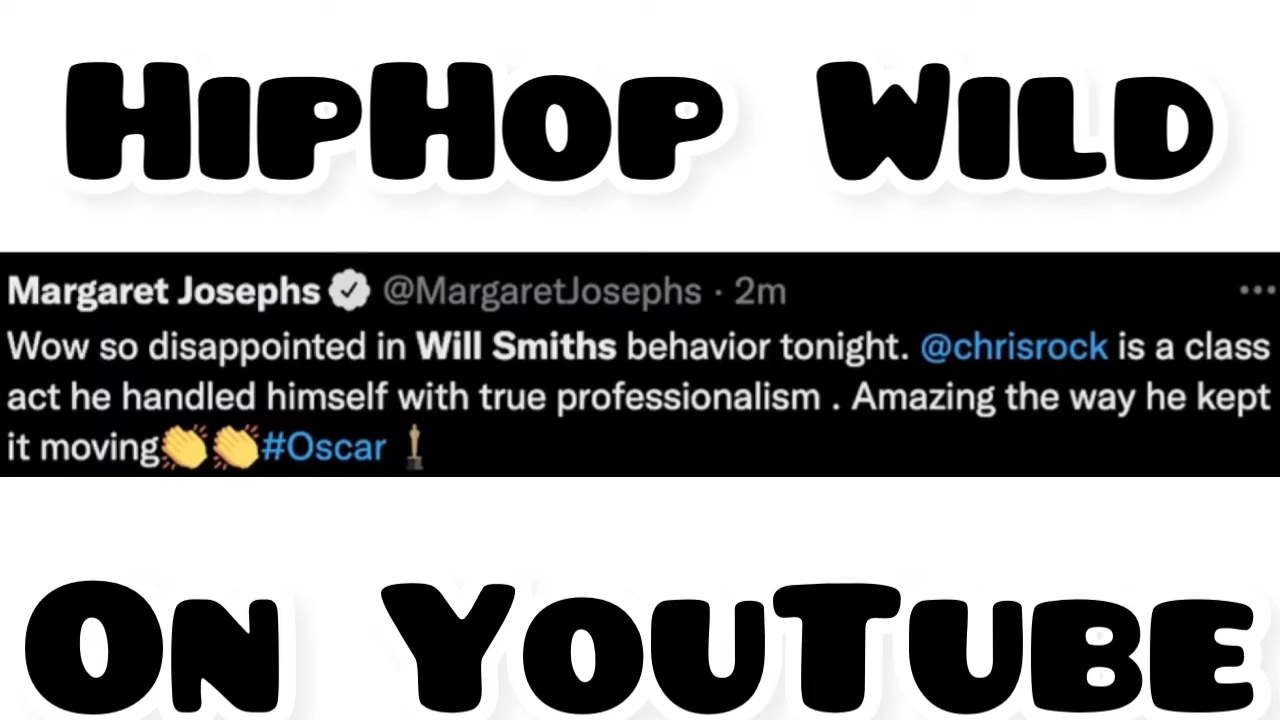 HipHop Wild
Margaret Josephs @MargaretJosephs · 2m
Wow so disappointed in Will Smiths behavior tonight. @chrisrock is a class
act he handled himself with true professionalism . Amazing the way he kept
it moving👏👏#Oscar
On YouTube